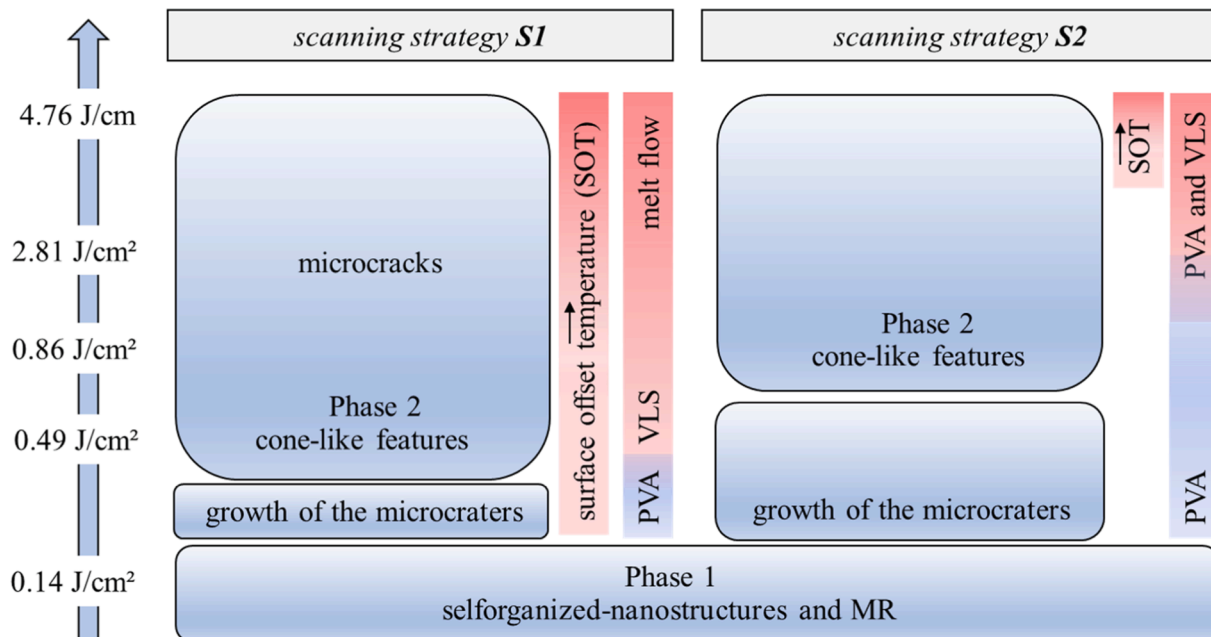 scanning strategy S1
scanning strategy S2
4.76 J/cm
2.81 J/cm²
0.86 J/cm²
0.49 J/cm²
0.14 J/cm²
microcracks
Phase 2
cone-like features
growth of the microcraters
surface offset temperature (SOT)
melt flow
VLS
PVA
Phase 2
cone-like features
growth of the microcraters
SOT
PVA and VLS
PVA
Phase 1
selforganized-nanostructures and MR